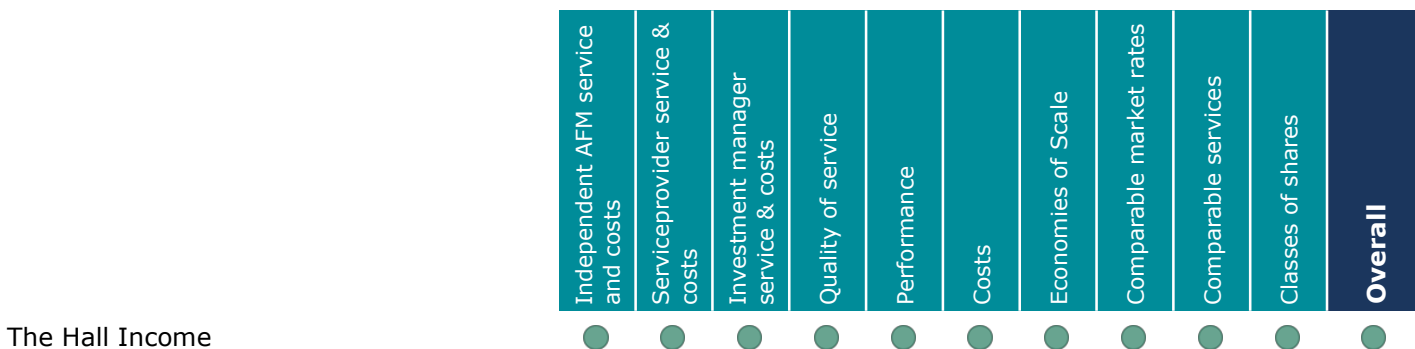 Independent AFM service
and costs
Serviceprovider service &
costs
Investment manager
service & costs
Quality of service
Performance
Costs
Economies of Scale
Comparable market rates
Comparable services
Classes of shares
Overall
The Hall Income